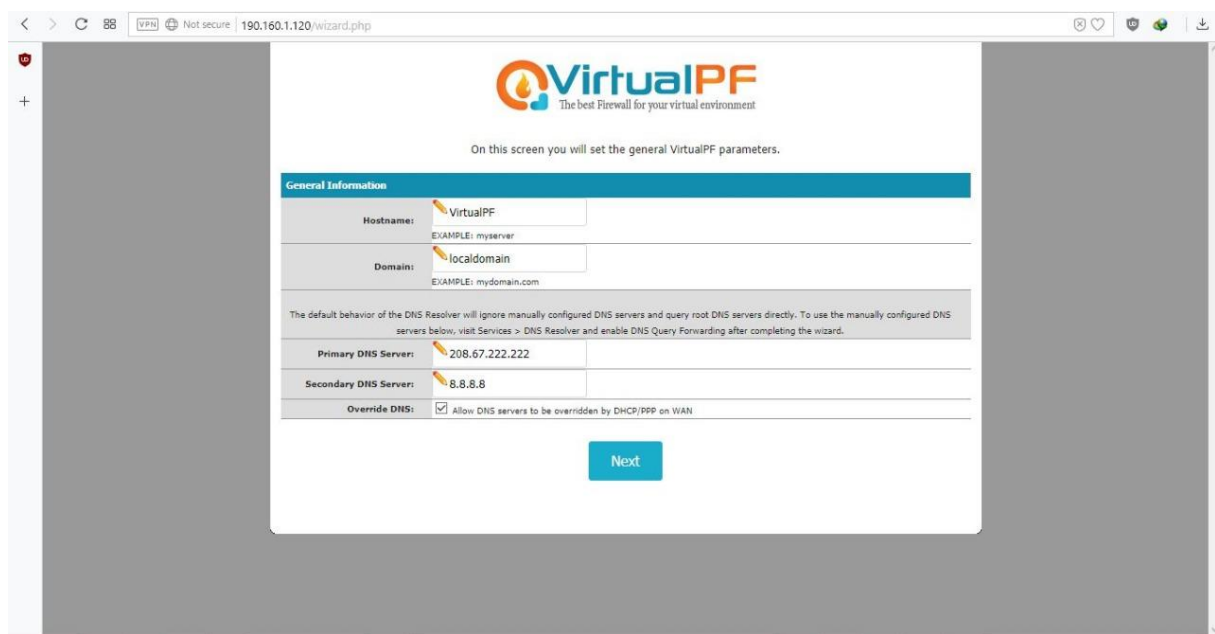 VPN Not secure 190.160.1.120/wizard.php
VirtualPF
The best Firewall for your virtual environment
On this screen you will set the general VirtualPF parameters.
General Information
Hostname: VirtualPF
EXAMPLE: myserver
Domain: localdomain
EXAMPLE: mydomain.com
The default behavior of the DNS Resolver will ignore manually configured DNS servers and query root DNS servers directly. To use the manually configured DNS
servers below, visit Services > DNS Resolver and enable DNS Query Forwarding after completing the wizard.
Primary DNS Server: 208.67.222.222
Secondary DNS Server: 8.8.8.8
Override DNS: Allow DNS servers to be overridden by DHCP/PPP on WAN
Next